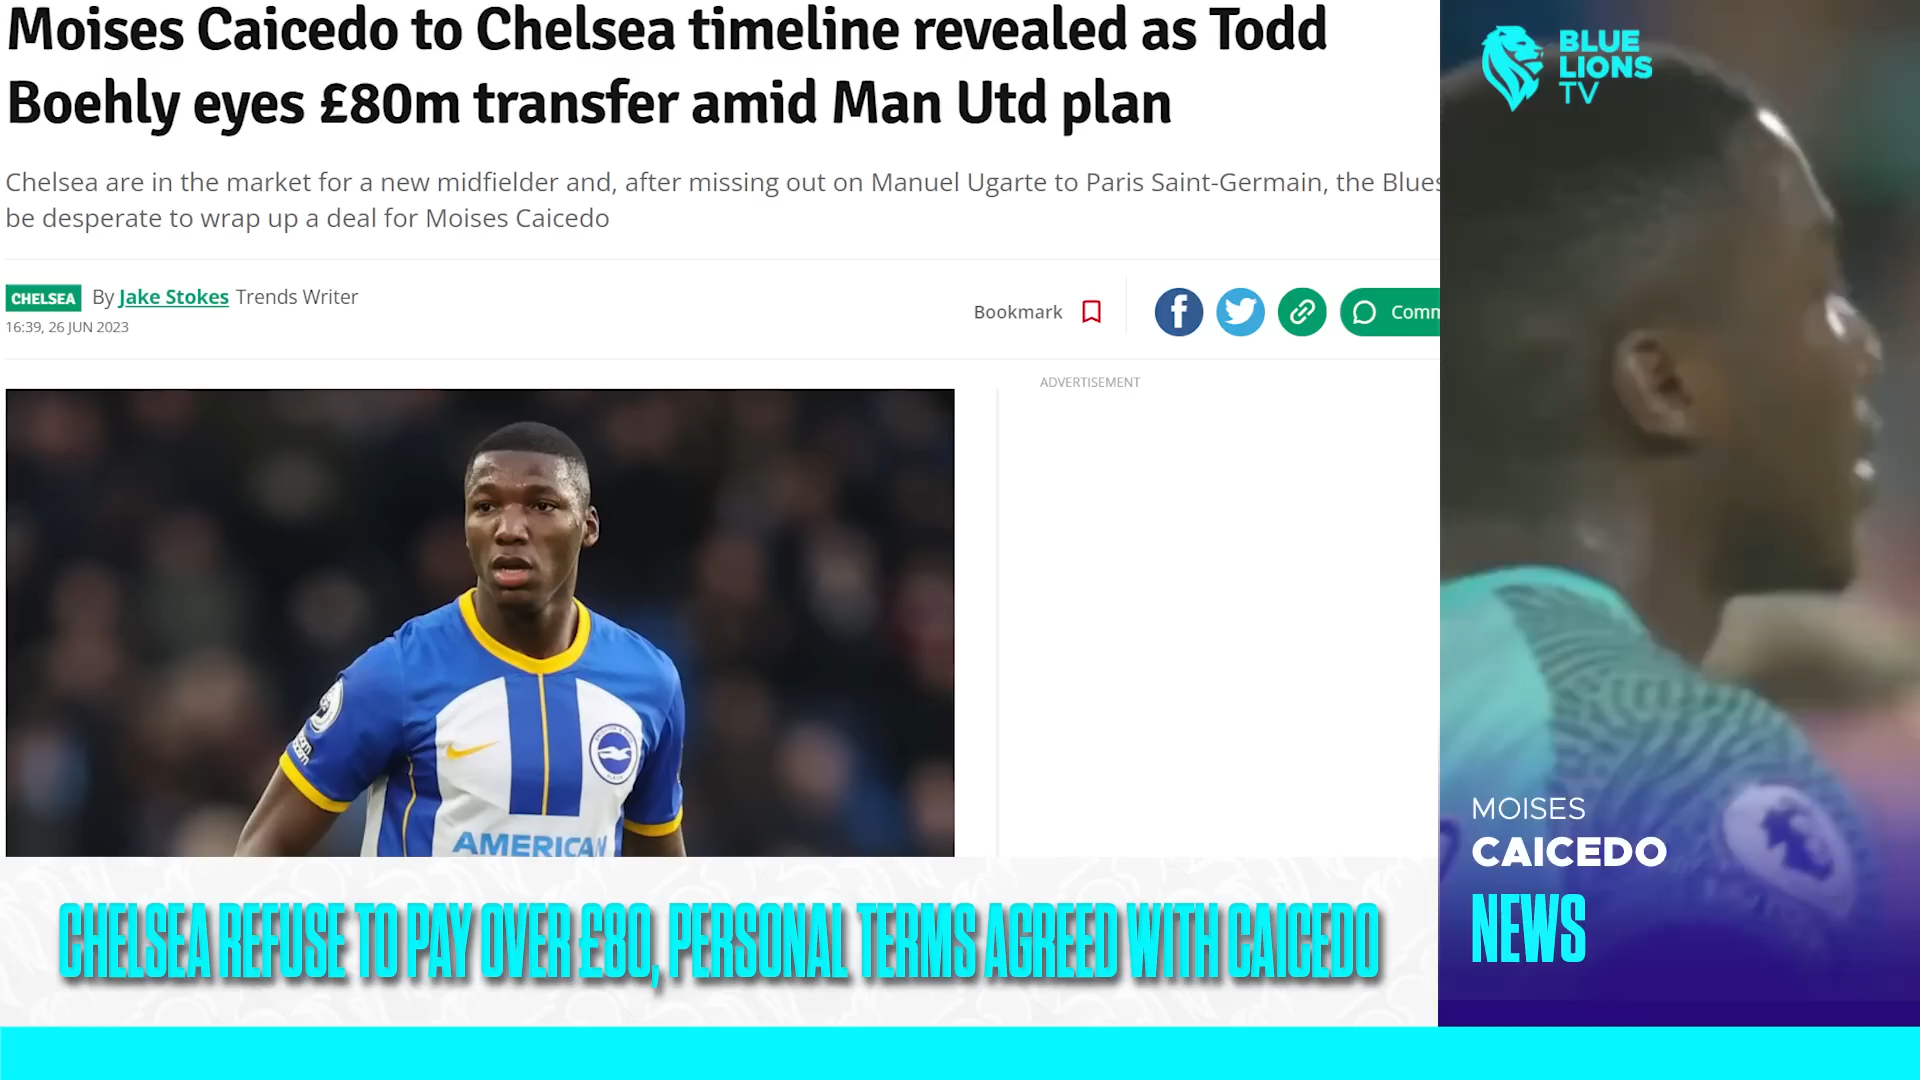 Moises Caicedo to Chelsea timeline revealed as Todd
Boehly eyes £80m transfer amid Man Utd plan
Chelsea are in the market for a new midfielder and, after missing out on Manuel Ugarte to Paris Saint-Germain, the Blues
be desperate to wrap up a deal for Moises Caicedo
CHELSEA By Jake Stokes Trends Writer
16:39, 26 JUN 2023
Bookmark
Comm
ADVERTISEMENT
AMERICAN
CHELSEA REFUSE TO PAY OVER £80, PERSONAL TERMS AGREED WITH CAICEDO
BLUE
LIONS
TV
MOISES
CAICEDO
NEWS